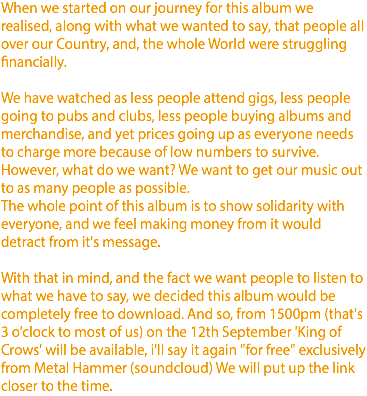 When we started on our journey for this album we
realised, along with what we wanted to say, that people all
over our Country, and, the whole World were struggling
financially.

We have watched as less people attend gigs, less people
going to pubs and clubs, less people buying albums and
merchandise, and yet prices going up as everyone needs
to charge more because of low numbers to survive.
However, what do we want? We want to get our music out
to as many people as possible.
The whole point of this album is to show solidarity with
everyone, and we feel making money from it would
detract from it's message.

With that in mind, and the fact we want people to listen to
what we have to say, we decided this album would be
completely free to download. And so, from 1500pm (that's
3 o'clock to most of us) on the 12th September 'King of
Crows' will be available, i'll say it again "for free" exclusively
from Metal Hammer (soundcloud) We will put up the link
closer to the time.